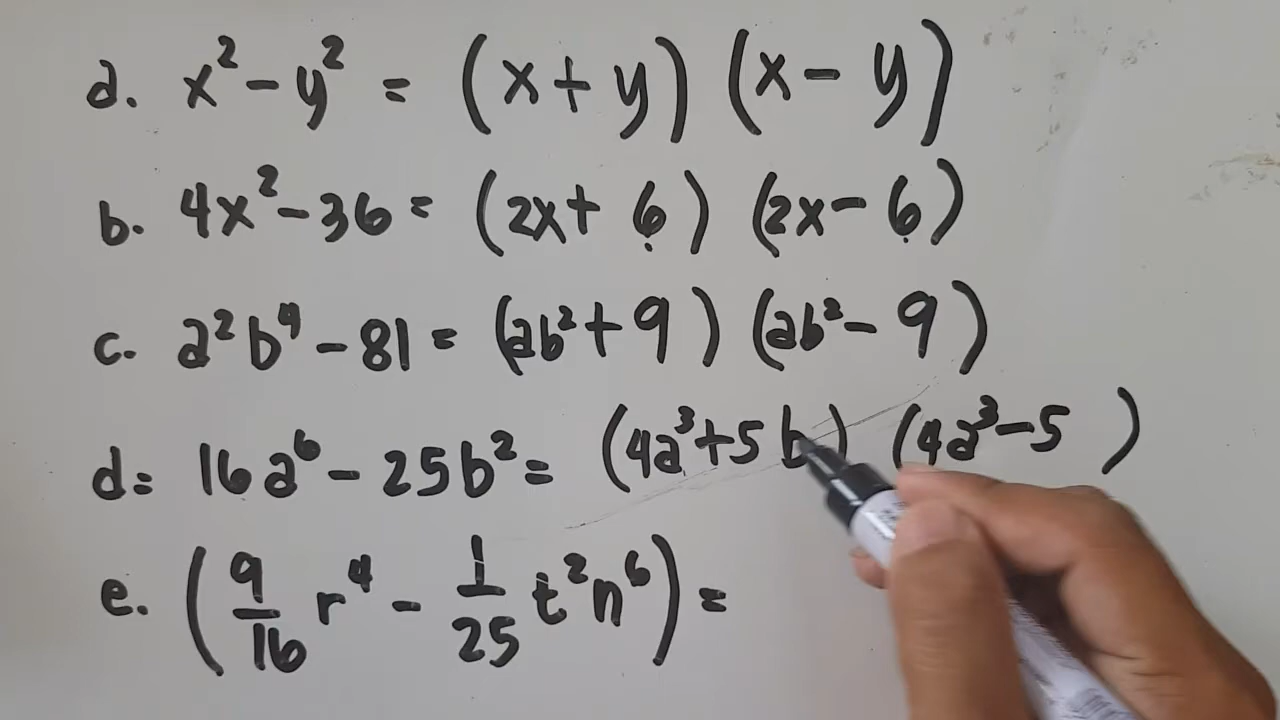 a. x² - y² = (x + y) (x - y)
b. 4x² - 36 = (2x + 6) (2x - 6)
c. a²b⁴ - 81 = (ab² + 9) (ab² - 9)
d= 16a⁶ - 25b² = (4a³ + 5b) (4a³ - 5 )
e. (9/16 r⁴ - 1/25 t²n⁶) =